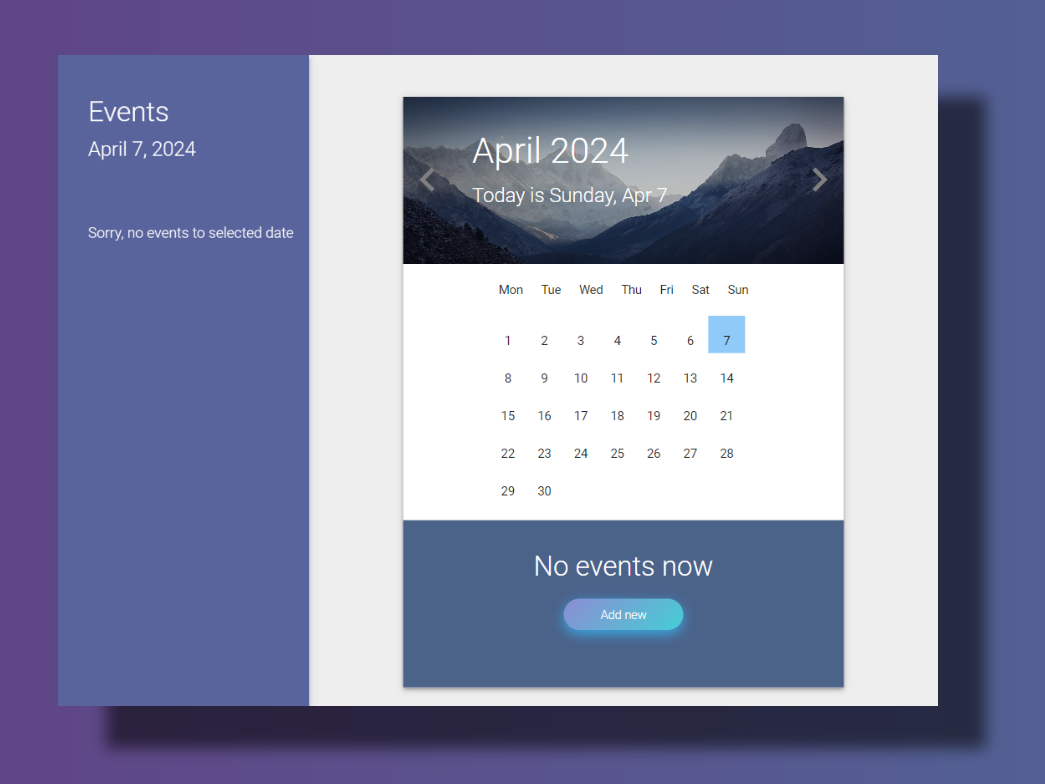 Events
April 7, 2024
Sorry, no events to selected date
April 2024
Today is Sunday, Apr 7
Mon Tue Wed Thu Fri Sat Sun
1 2 3 4 5 6 7
8 9 10 11 12 13 14
15 16 17 18 19 20 21
22 23 24 25 26 27 28
29 30
No events now
Add new